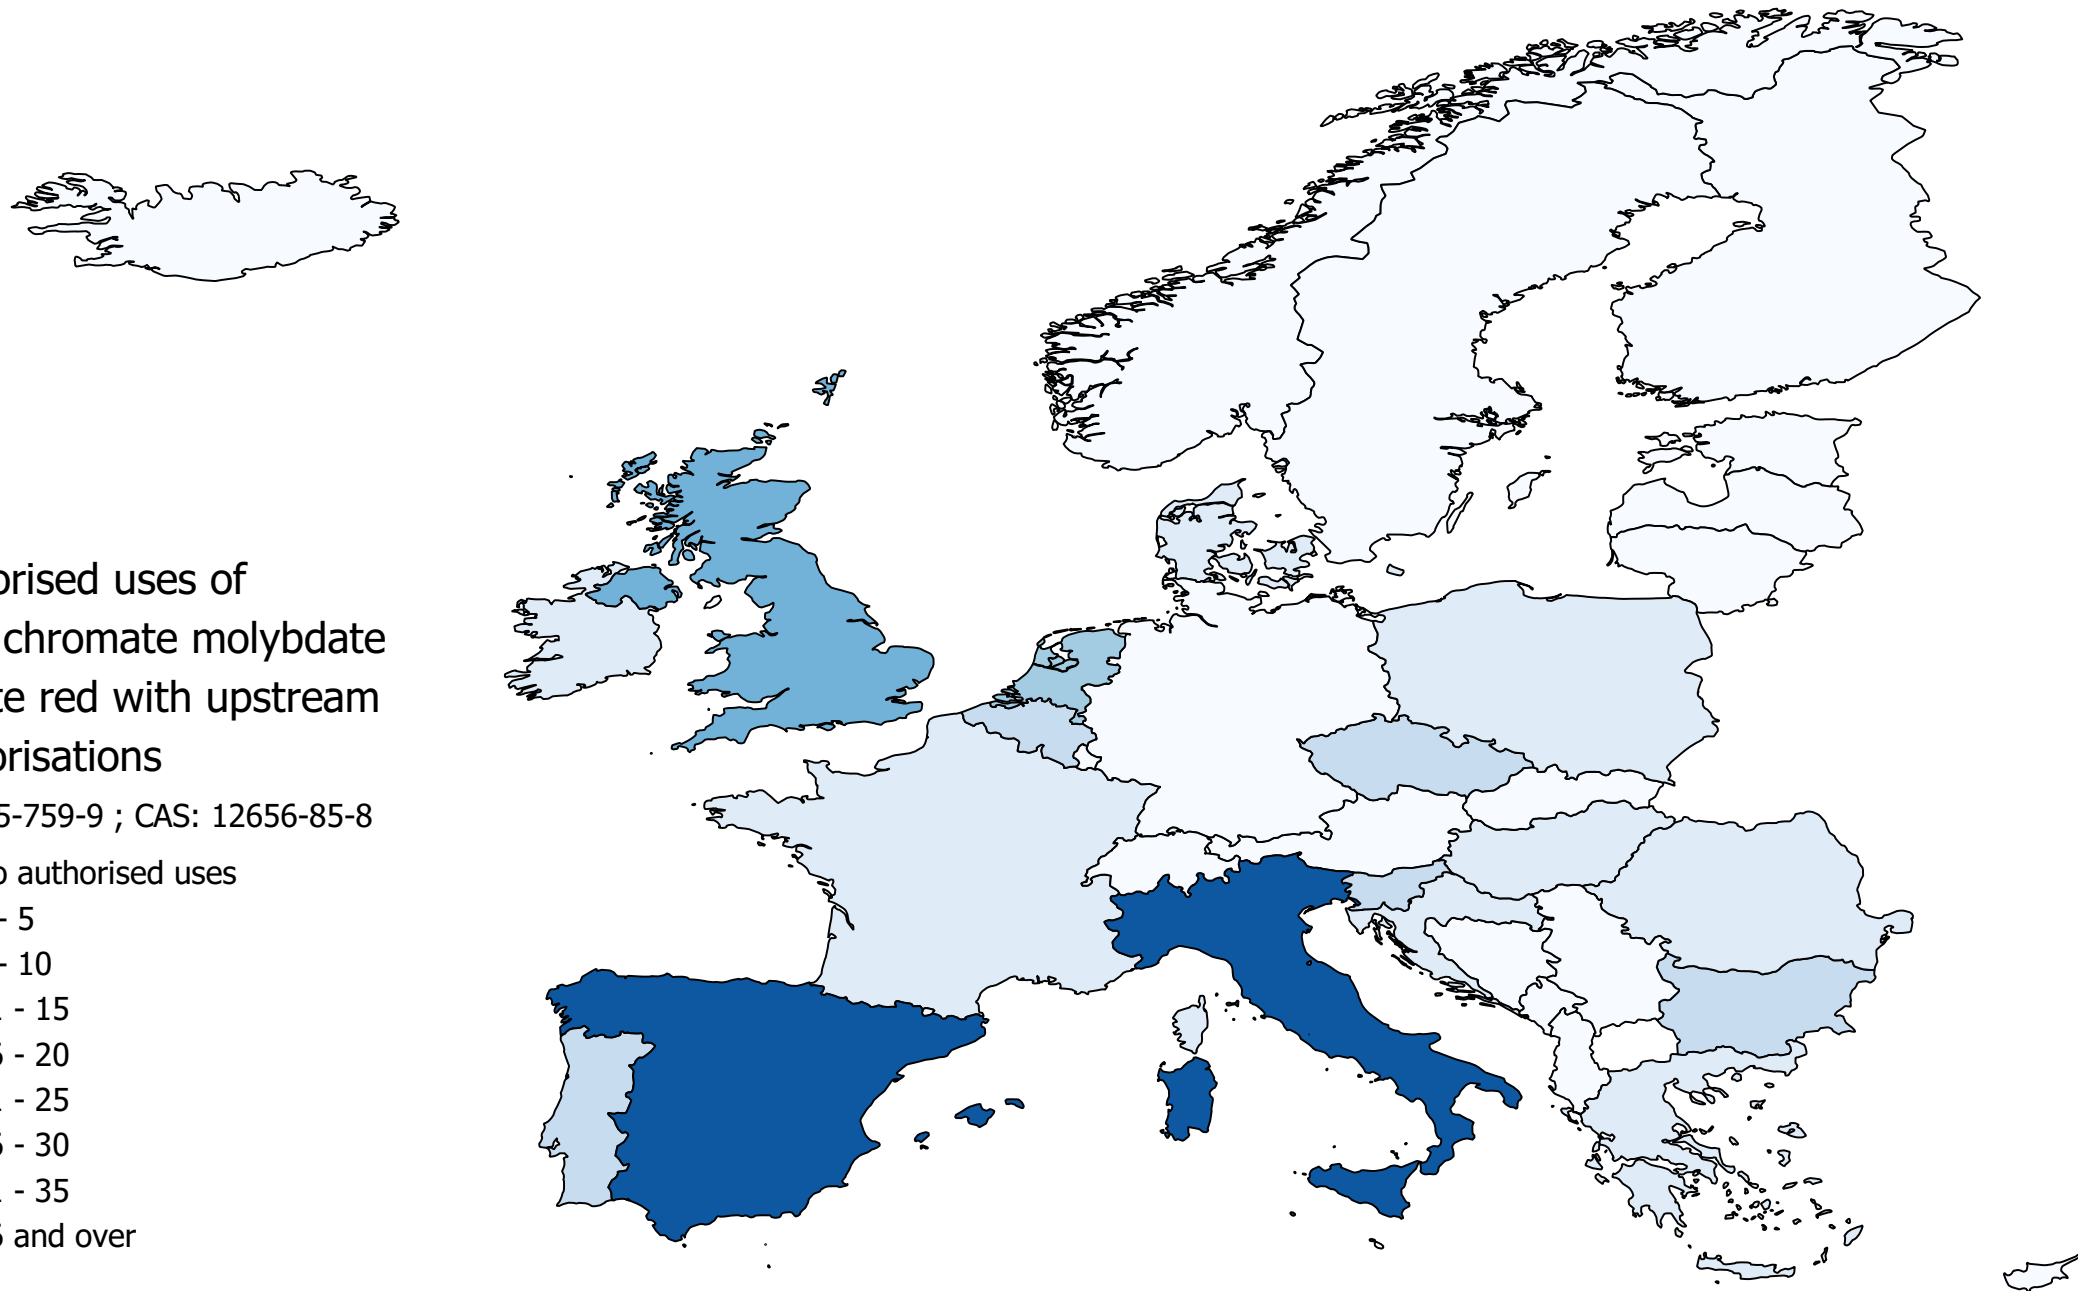 orised uses of
chromate molybdate
te red with upstream
orisations
5-759-9 ; CAS: 12656-85-8
o authorised uses
- 5
- 10
- 15
- 20
- 25
- 30
- 35
and over